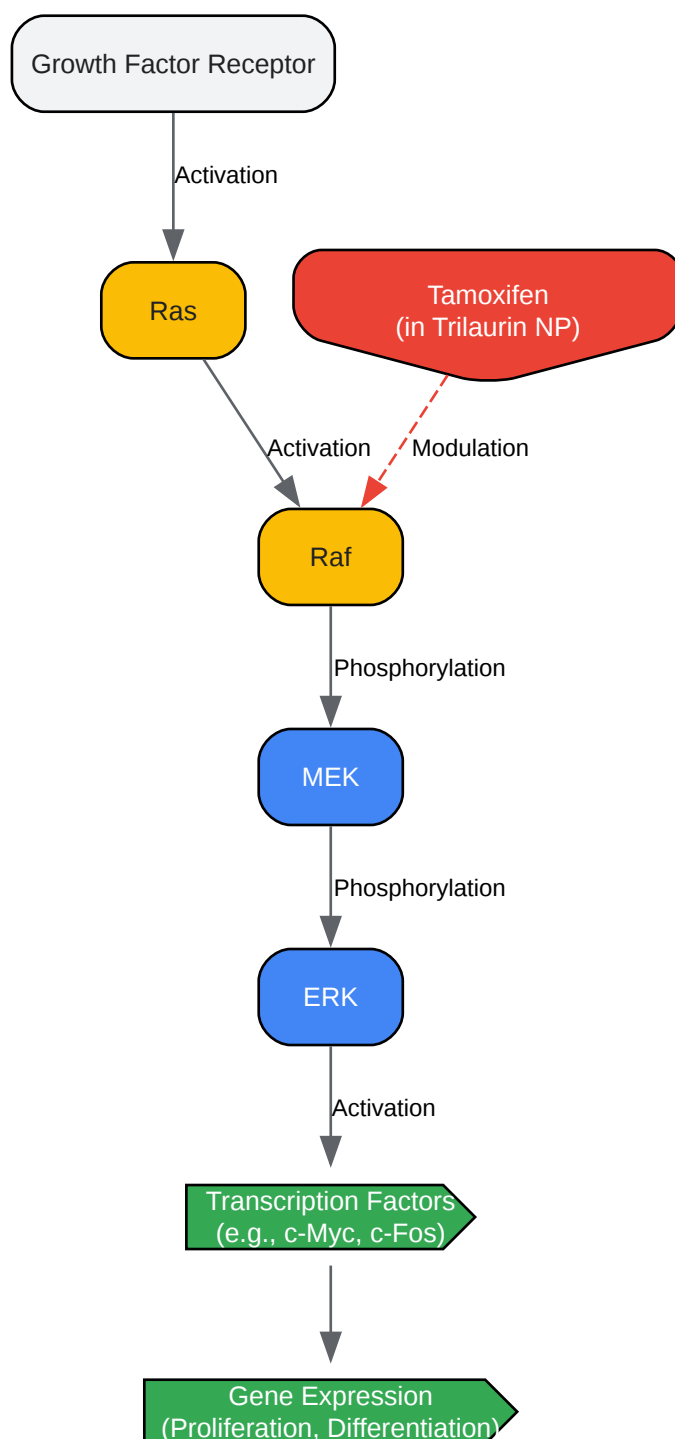 Growth Factor Receptor
Activation
Ras
Tamoxifen
(in Trilaurin NP)
Activation
Modulation
Raf
Phosphorylation
MEK
Phosphorylation
ERK
Activation
Transcription Factors
(e.g., c-Myc, c-Fos)
Gene Expression
(Proliferation, Differentiation)